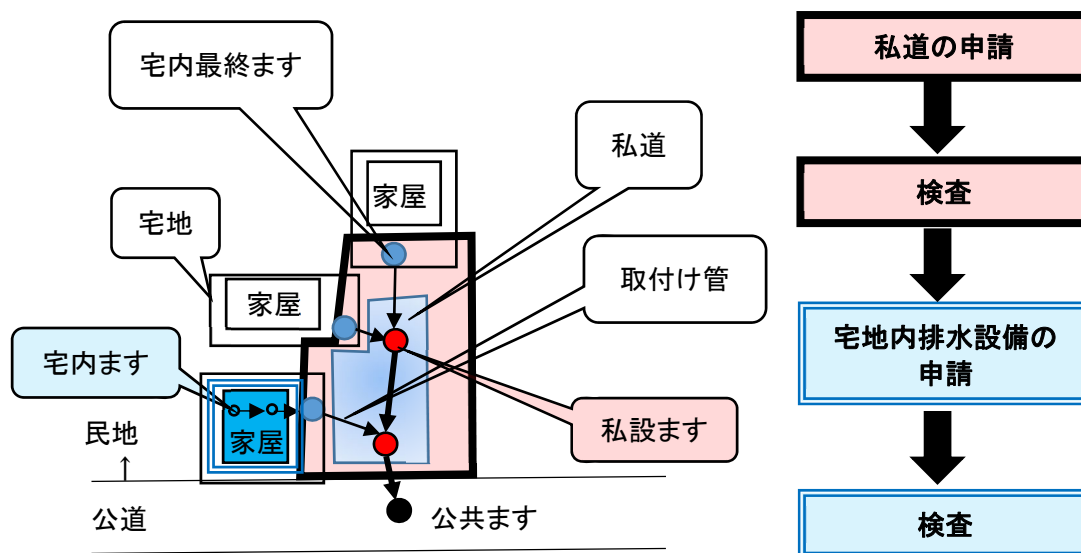 宅内最終ます
私道
家屋
宅地
取付け管
家屋
宅内ます
家屋
私設ます
民地
↑
公道
公共ます
私道の申請
検査
宅地内排水設備の
申請
検査